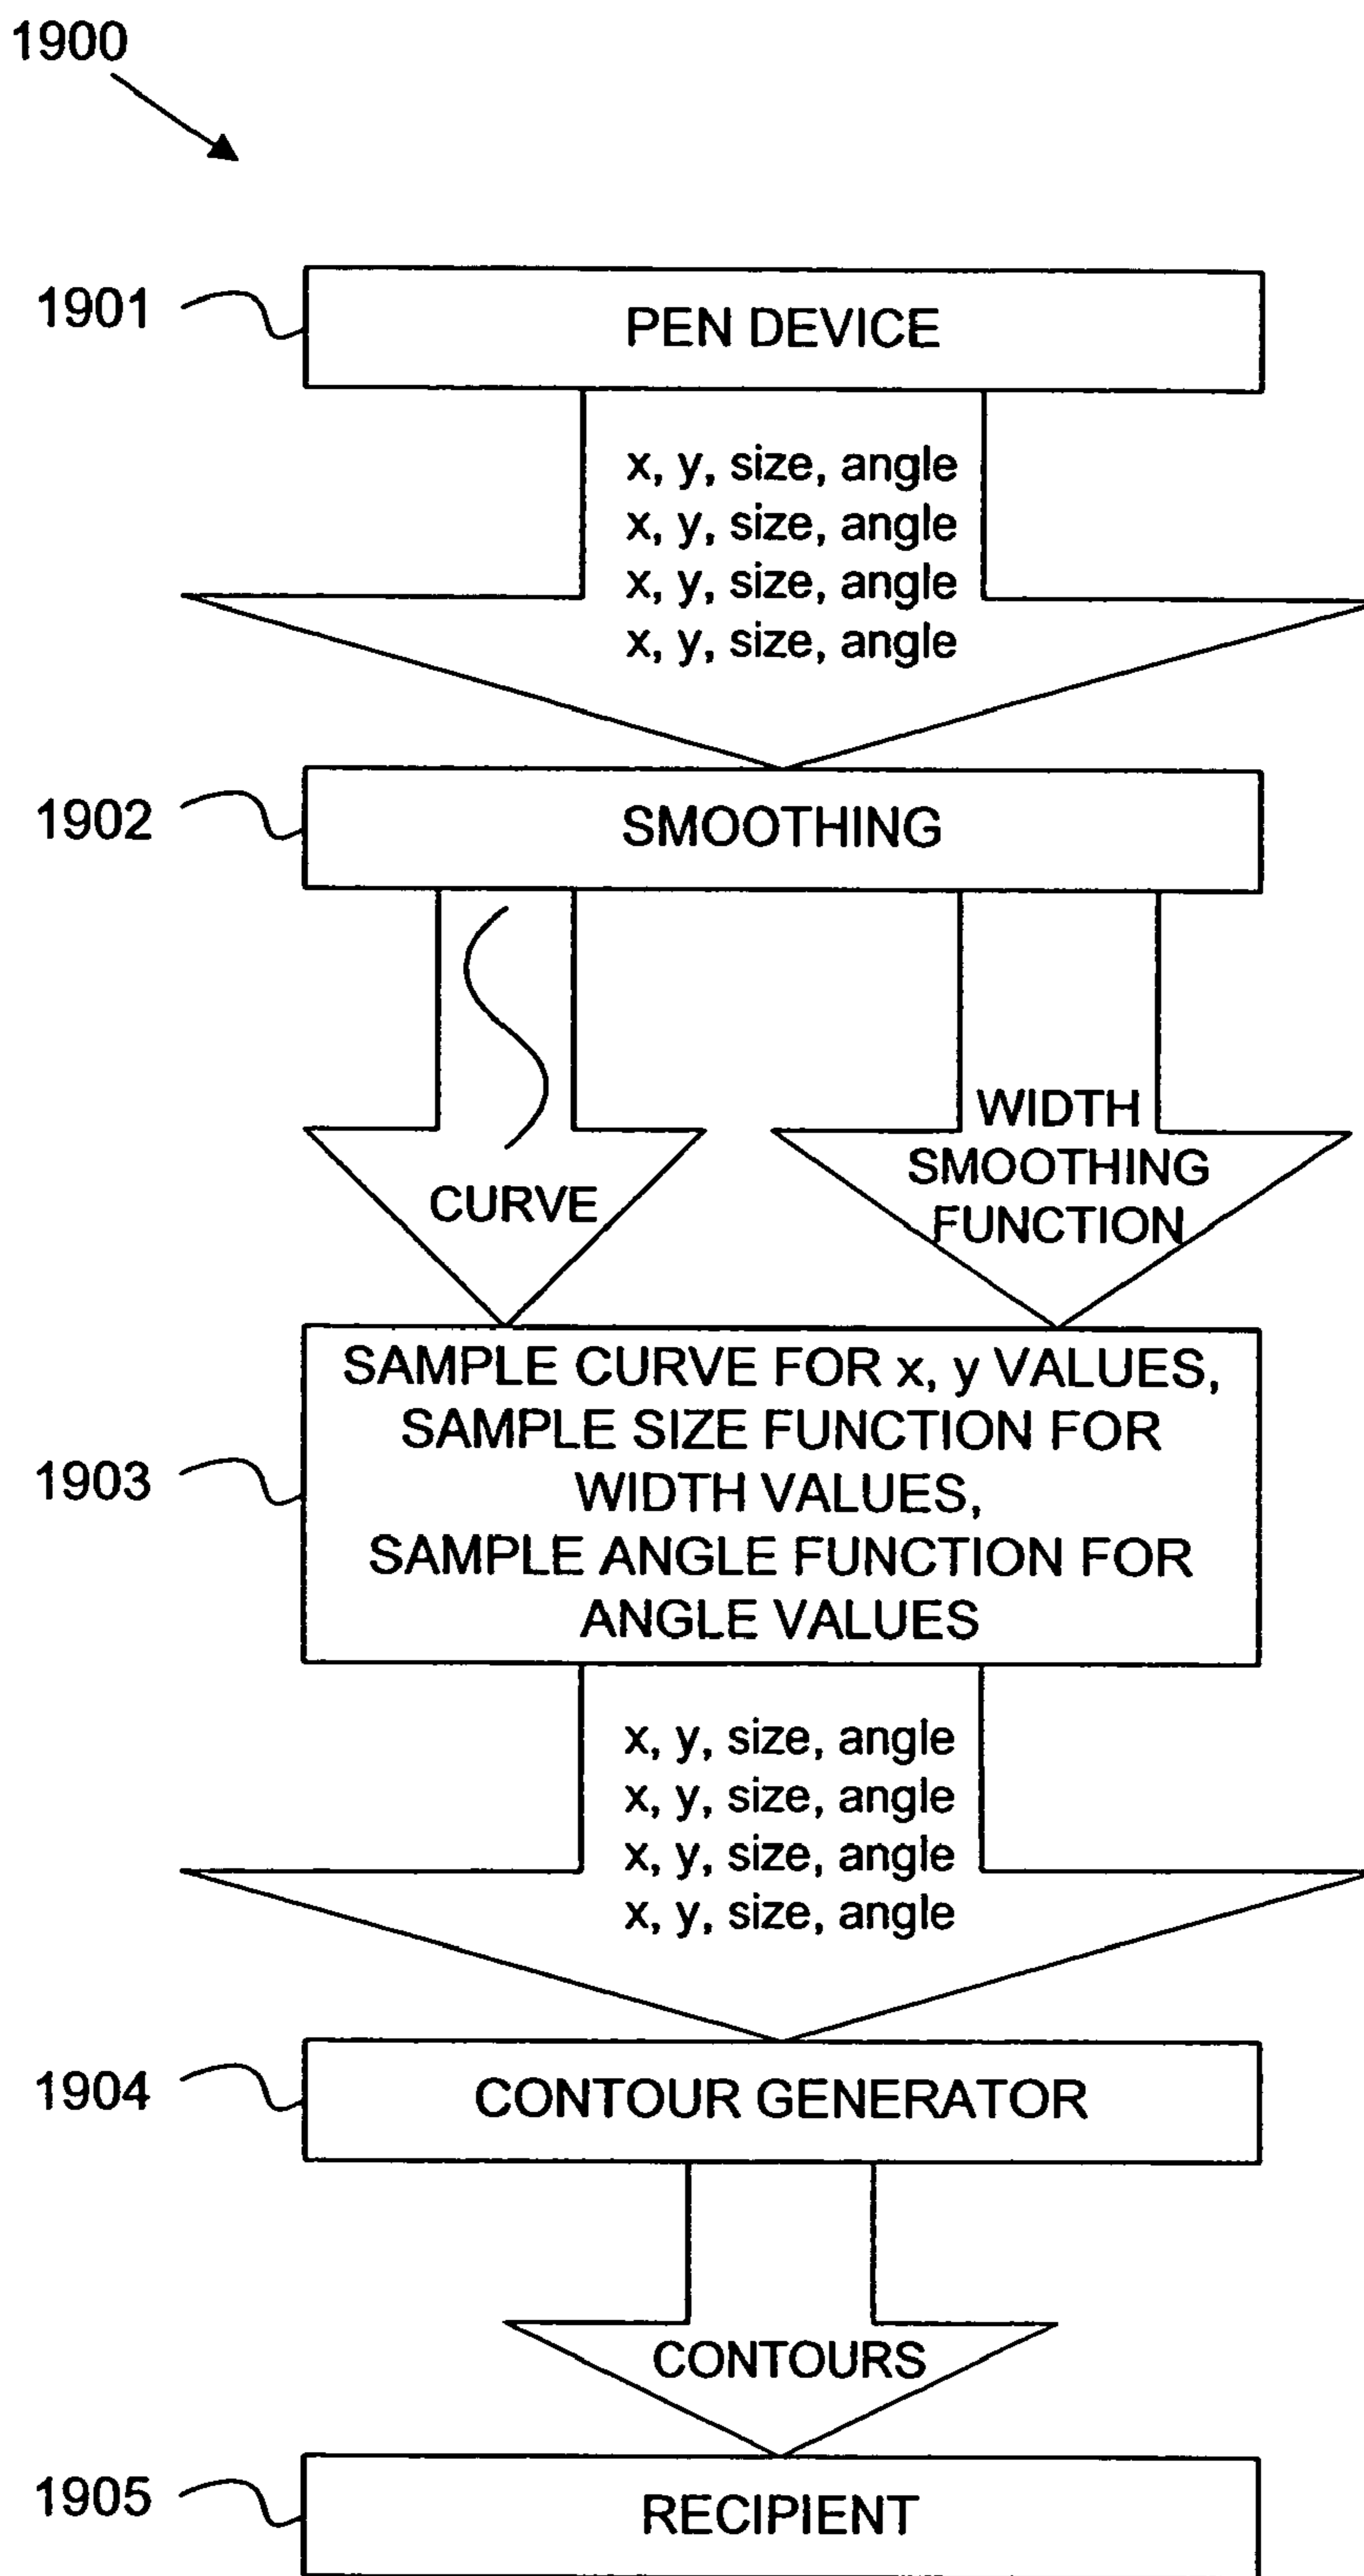 1900
1901
PEN DEVICE
x, y, size, angle
x, y, size, angle
x, y, size, angle
x, y, size, angle
1902
SMOOTHING
CURVE
WIDTH
SMOOTHING
FUNCTION
1903
SAMPLE CURVE FOR x, y VALUES,
SAMPLE SIZE FUNCTION FOR
WIDTH VALUES,
SAMPLE ANGLE FUNCTION FOR
ANGLE VALUES
x, y, size, angle
x, y, size, angle
x, y, size, angle
x, y, size, angle
1904
CONTOUR GENERATOR
CONTOURS
1905
RECIPIENT